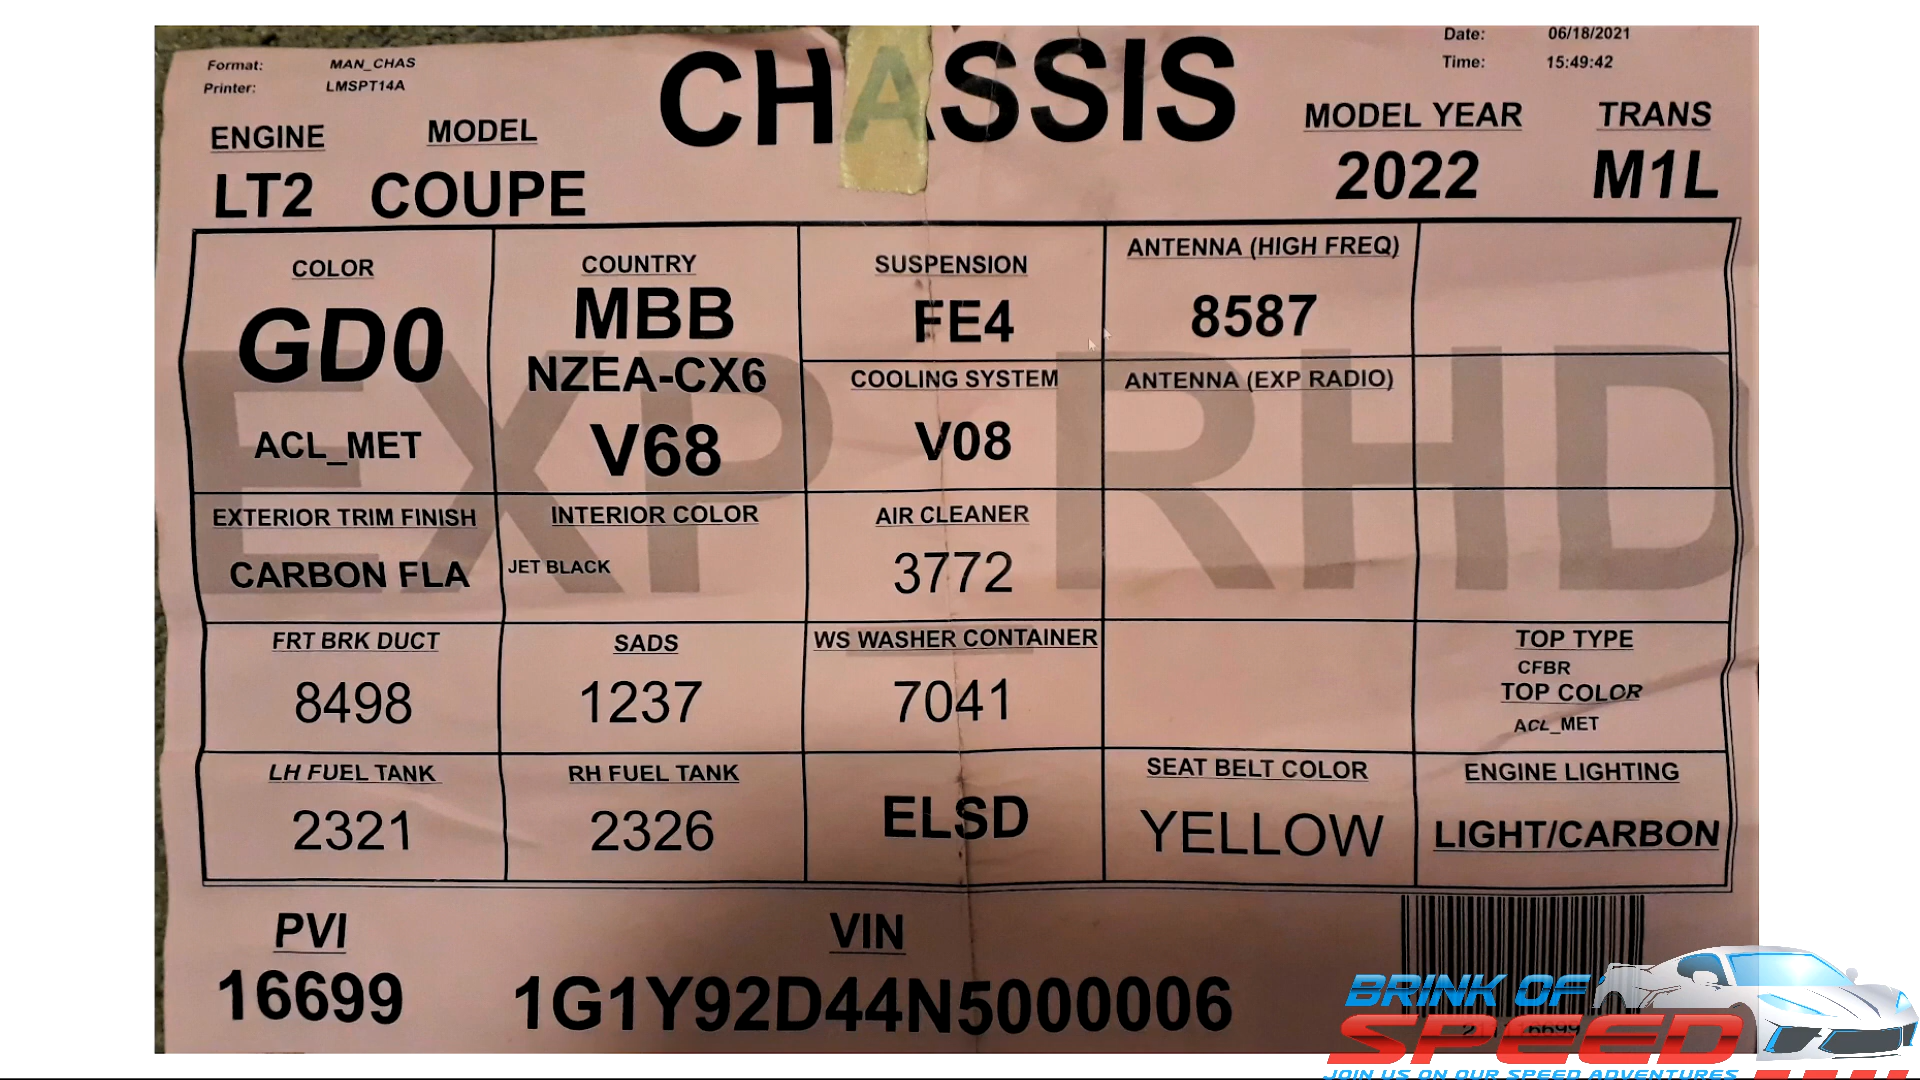 Format: MAN_CHAS
Printer: LMSPT14A
CHASSIS
Date: 06/18/2021
Time: 15:49:42
ENGINE
LT2
MODEL
COUPE
MODEL YEAR
2022
TRANS
M1L
EXP RHD
COLOR
GD0
ACL_MET
COUNTRY
MBB
NZEA-CX6
V68
SUSPENSION
FE4
ANTENNA (HIGH FREQ)
8587
COOLING SYSTEM
V08
ANTENNA (EXP RADIO)
EXTERIOR TRIM FINISH
CARBON FLA
INTERIOR COLOR
JET BLACK
AIR CLEANER
3772
FRT BRK DUCT
8498
SADS
1237
WS WASHER CONTAINER
7041
TOP TYPE
CFBR
TOP COLOR
ACL_MET
LH FUEL TANK
2321
RH FUEL TANK
2326
ELSD
SEAT BELT COLOR
YELLOW
ENGINE LIGHTING
LIGHT/CARBON
PVI
16699
VIN
1G1Y92D44N5000006
BRINK OF
SPEED
JOIN US ON OUR SPEED ADVENTURES